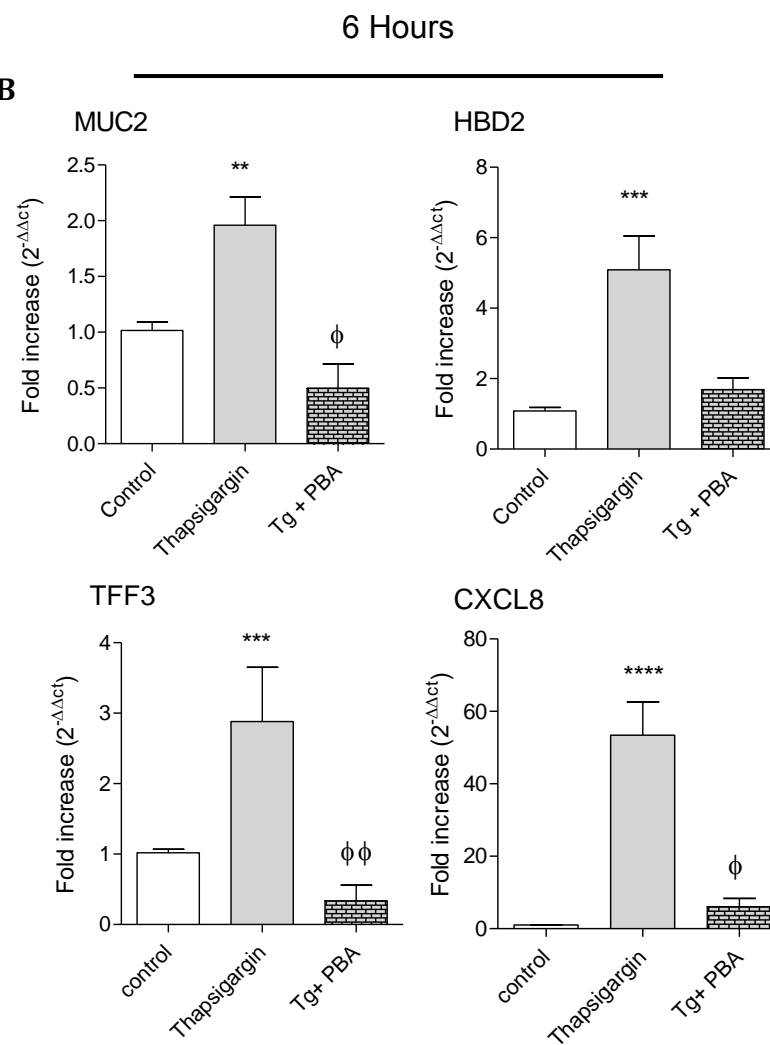 6 Hours
B
MUC2
Fold increase (2^-ΔΔct)
2.5
2.0
1.5
1.0
0.5
0.0
**
ϕ
Control
Thapsigargin
Tg + PBA
HBD2
Fold increase (2^-ΔΔct)
8
6
4
2
0
***
Control
Thapsigargin
Tg + PBA
TFF3
Fold increase (2^-ΔΔct)
4
3
2
1
0
***
ϕϕ
control
Thapsigargin
Tg+ PBA
CXCL8
Fold increase (2^-ΔΔct)
80
60
40
20
0
****
ϕ
control
Thapsigargin
Tg+ PBA